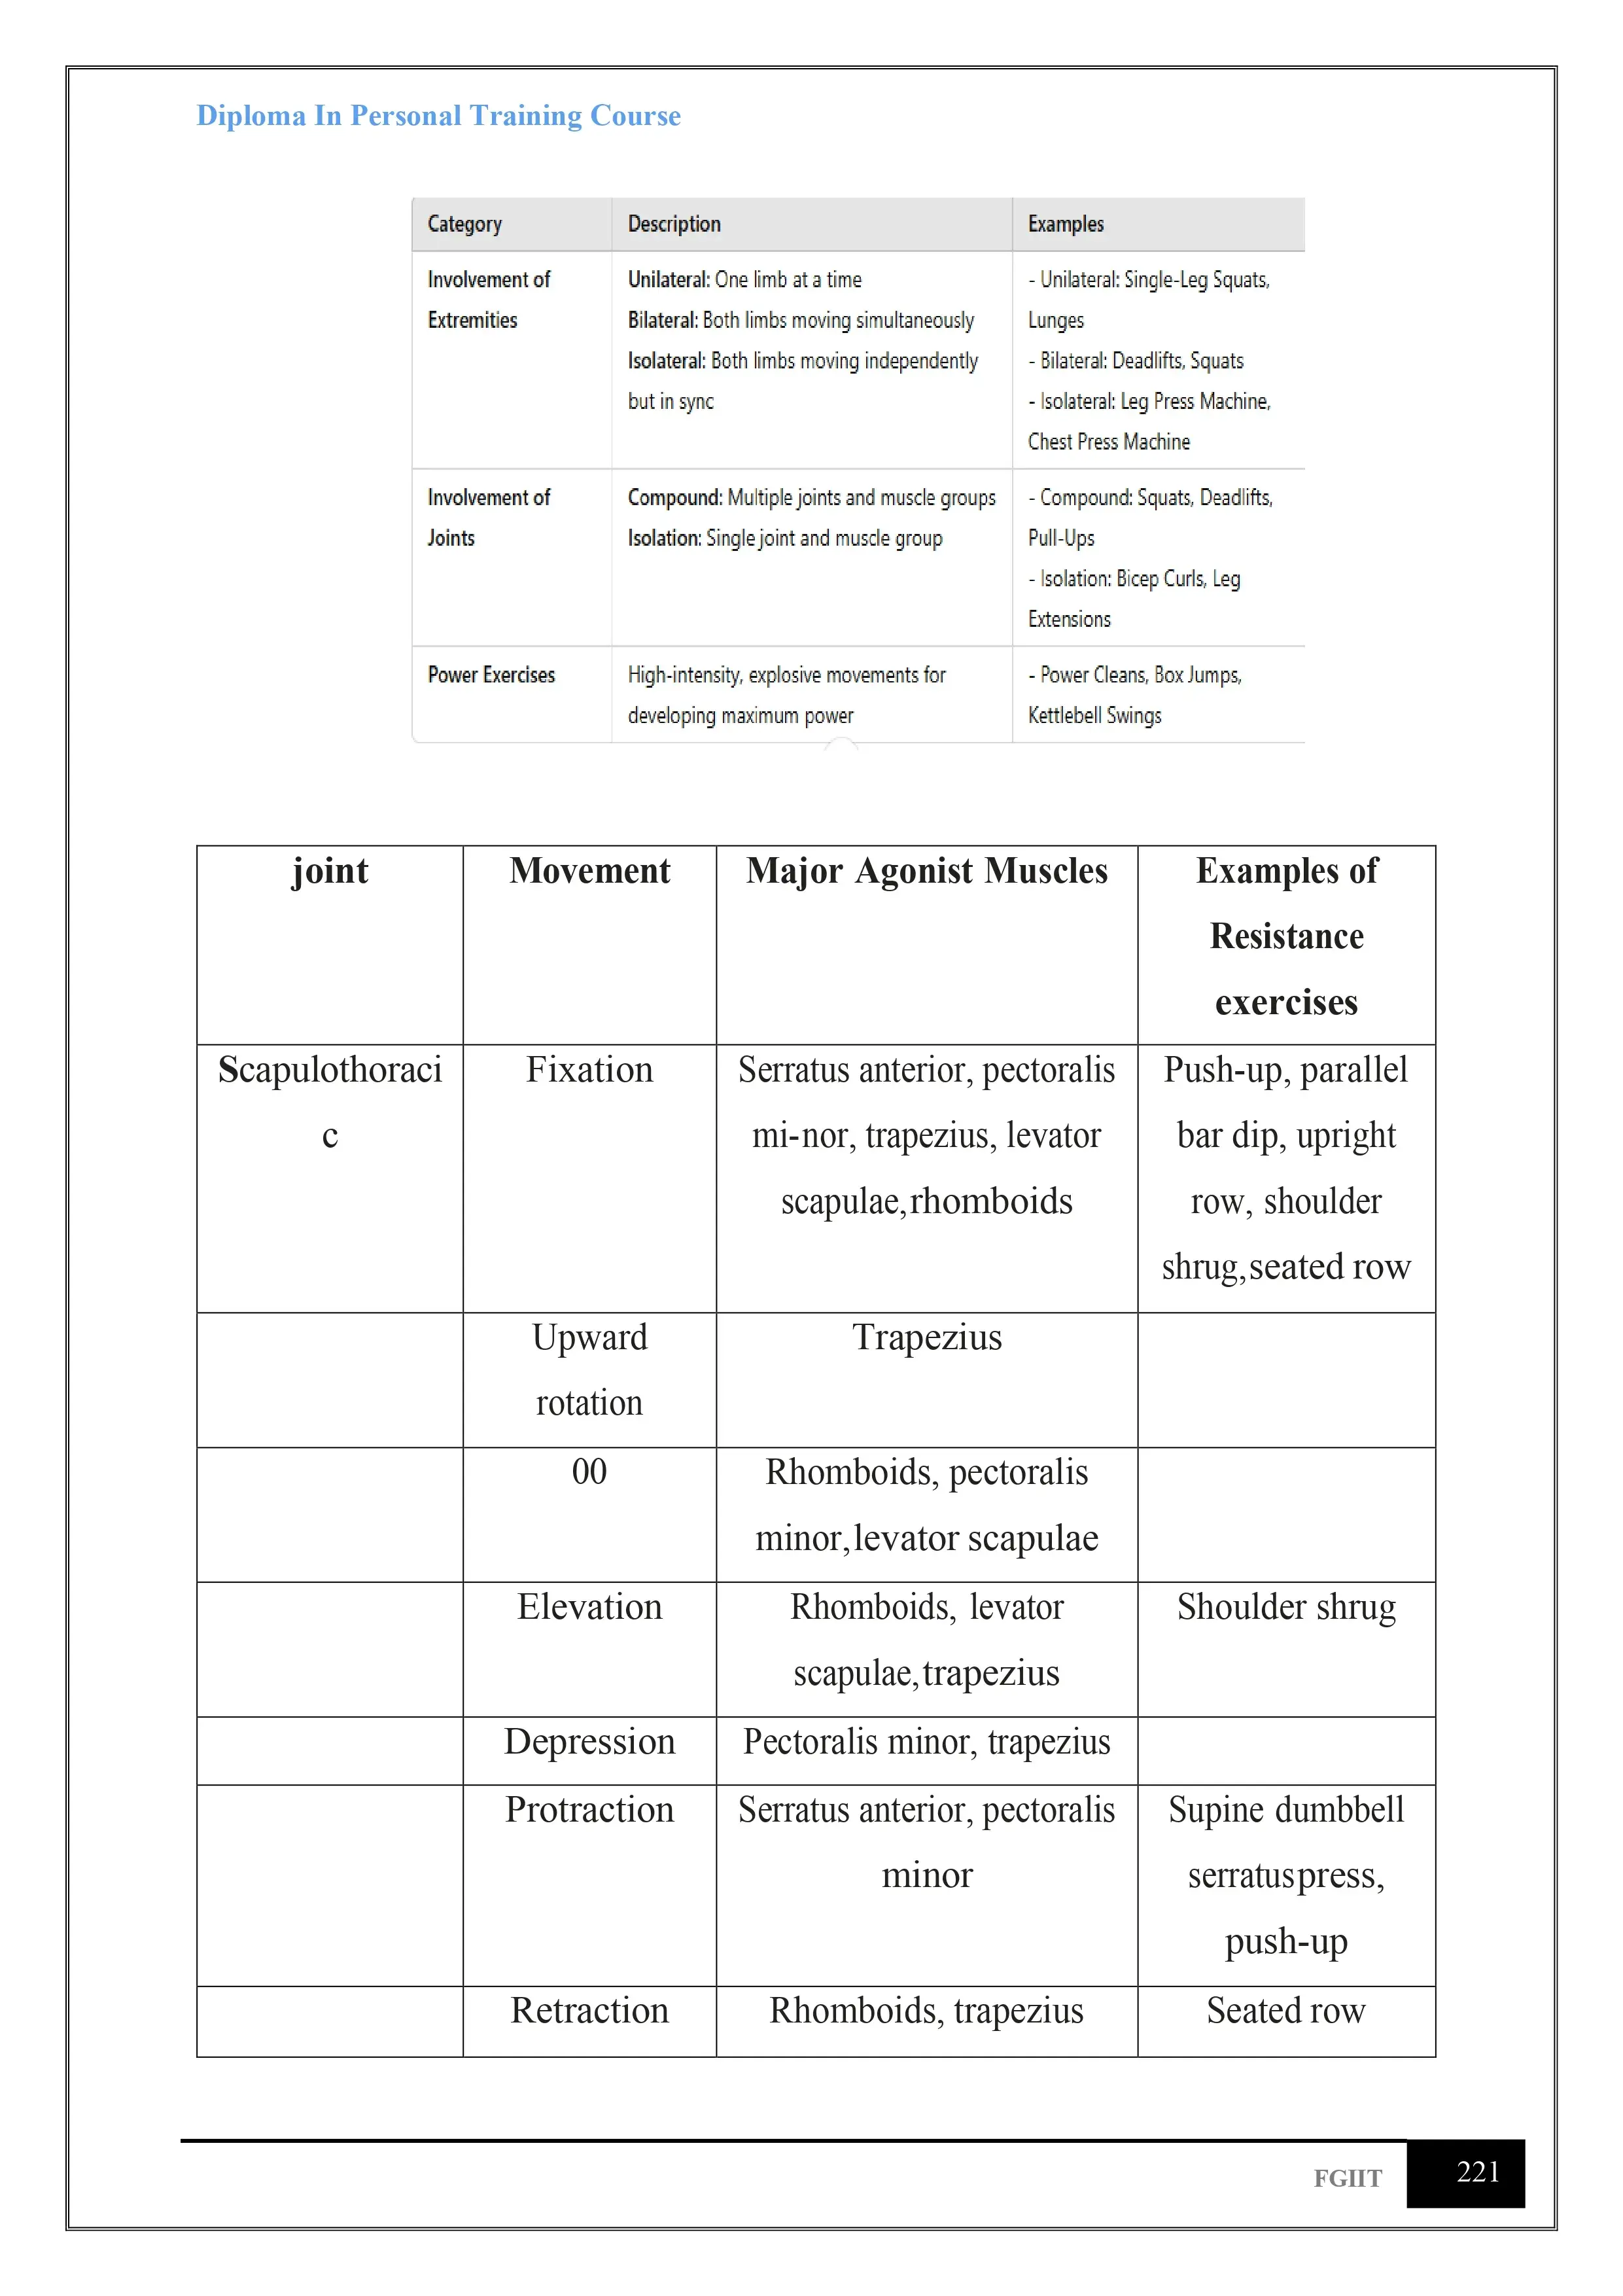 Diploma In Personal Training Course
Category Description Examples
Involvement of Extremities
Unilateral: One limb at a time
Bilateral: Both limbs moving simultaneously
Isolateral: Both limbs moving independently
but in sync
- Unilateral: Single-Leg Squats,
Lunges
- Bilateral: Deadlifts, Squats
- Isolateral: Leg Press Machine,
Chest Press Machine
Involvement of
Joints
Compound: Multiple joints and muscle groups
Isolation: Single joint and muscle group
- Compound: Squats, Deadlifts,
Pull-Ups
- Isolation: Bicep Curls, Leg
Extensions
Power Exercises
High-intensity, explosive movements for
developing maximum power
- Power Cleans, Box Jumps,
Kettlebell Swings
joint
Movement
Major Agonist Muscles
Examples of
Resistance
exercises
Scapulothoraci
c
Fixation
Serratus anterior, pectoralis
mi-nor, trapezius, levator
scapulae,rhomboids
Push-up, parallel
bar dip, upright
row, shoulder
shrug,seated row
Upward
rotation
Trapezius
00
Rhomboids, pectoralis
minor,levator scapulae
Elevation
Rhomboids, levator
scapulae,trapezius
Shoulder shrug
Depression
Pectoralis minor, trapezius
Protraction
Serratus anterior, pectoralis
minor
Supine dumbbell
serratuspress,
push-up
Retraction
Rhomboids, trapezius
Seated row
FGIIT
221